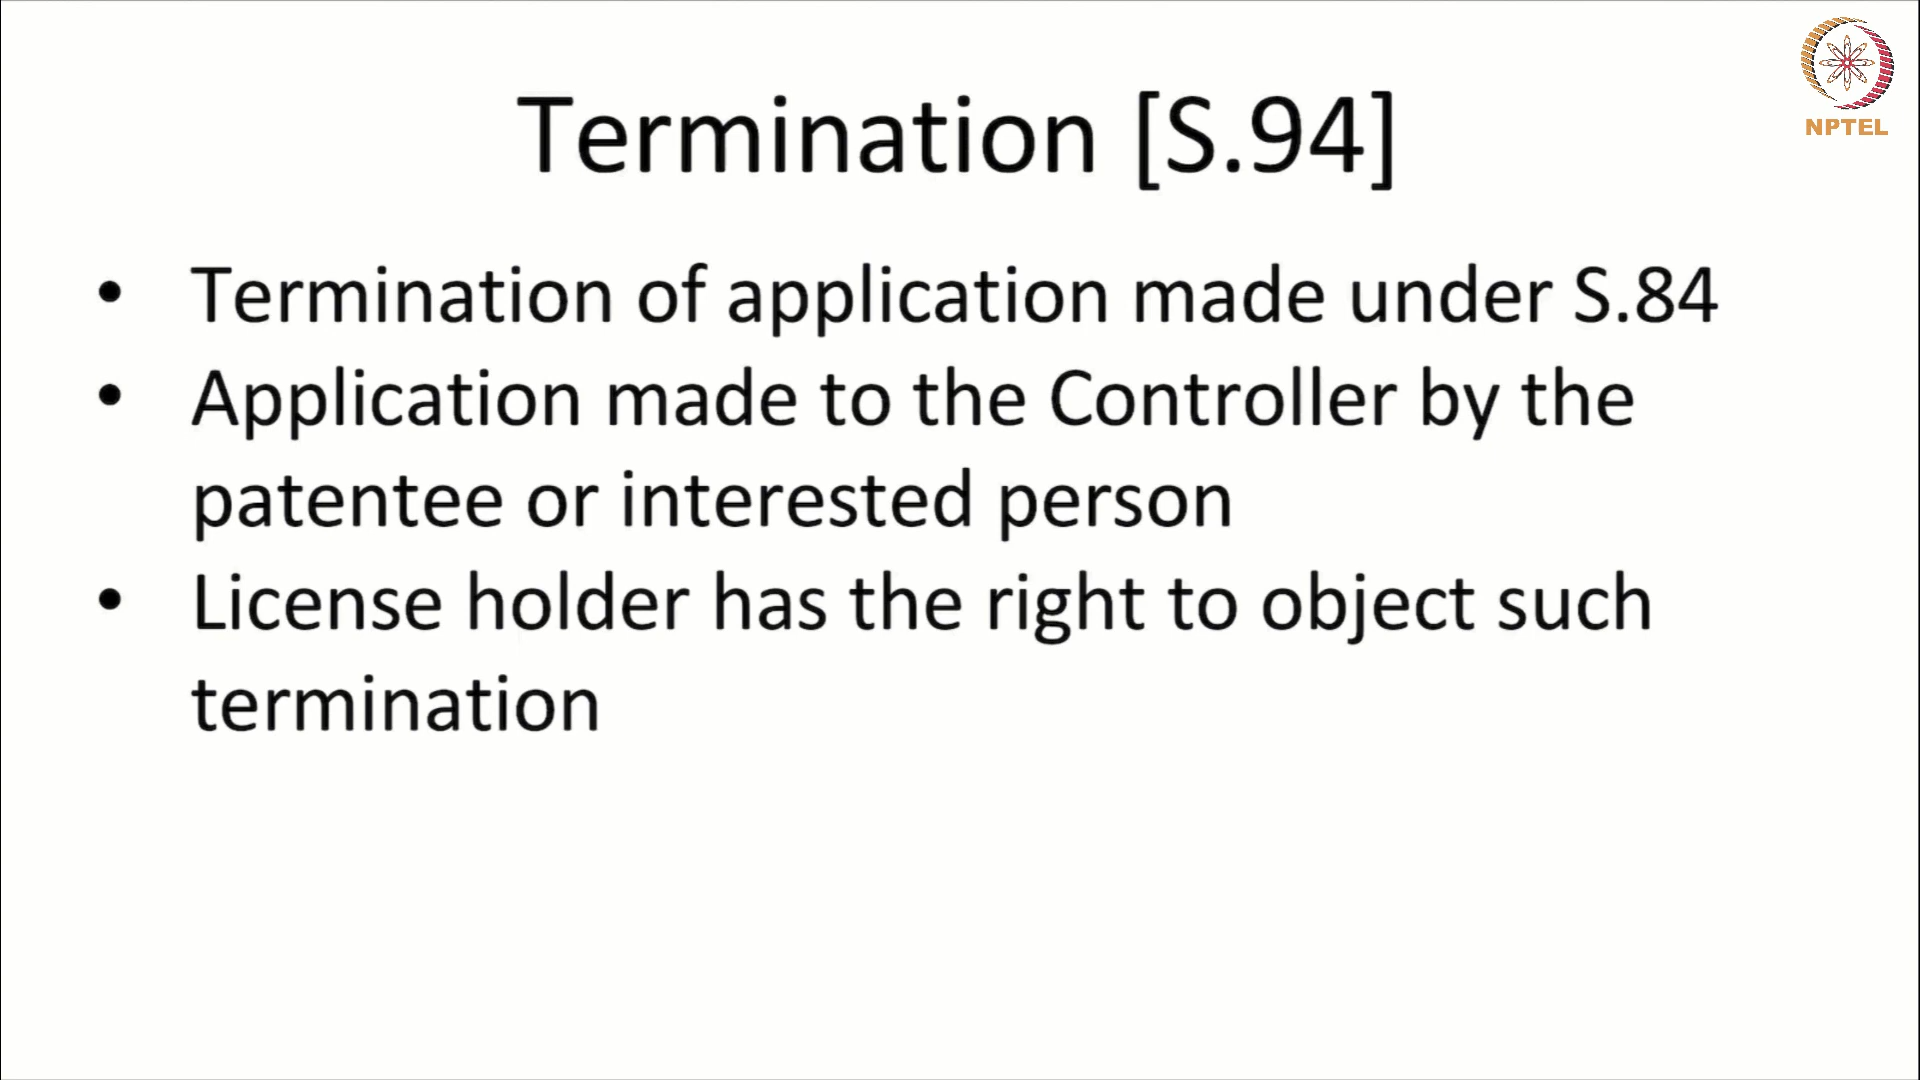 NPTEL
Termination [S.94]
• Termination of application made under S.84
• Application made to the Controller by the
patentee or interested person
• License holder has the right to object such
termination